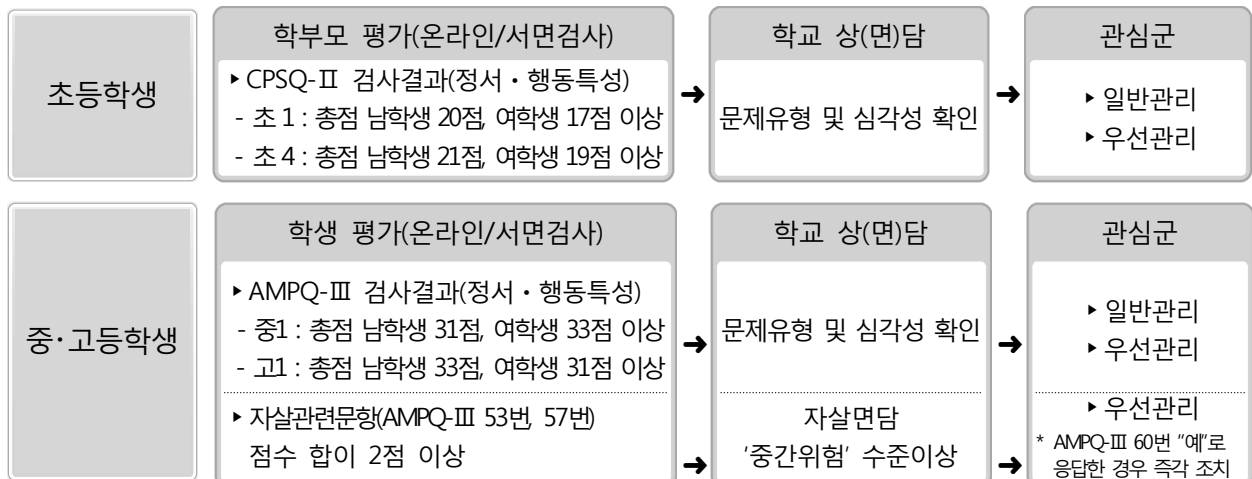 초등학생
학부모 평가(온라인/서면검사)
▸CPSQ-Ⅱ 검사결과(정서・행동특성)
- 초 1 : 총점 남학생 20점, 여학생 17점 이상
- 초 4 : 총점 남학생 21점, 여학생 19점 이상
➜
학교 상(면)담
문제유형 및 심각성 확인
➜
관심군
▸일반관리
▸우선관리
중·고등학생
학생 평가(온라인/서면검사)
▸AMPQ-Ⅲ 검사결과(정서・행동특성)
- 중1 : 총점 남학생 31점, 여학생 33점 이상
- 고1 : 총점 남학생 33점, 여학생 31점 이상
➜
학교 상(면)담
문제유형 및 심각성 확인
➜
관심군
▸일반관리
▸우선관리
▸자살관련문항(AMPQ-Ⅲ 53번, 57번)
점수 합이 2점 이상
➜
자살면담
‘중간위험’ 수준이상
➜
▸우선관리
* AMPQ-Ⅲ 60번 "예"로
응답한 경우 즉각 조치